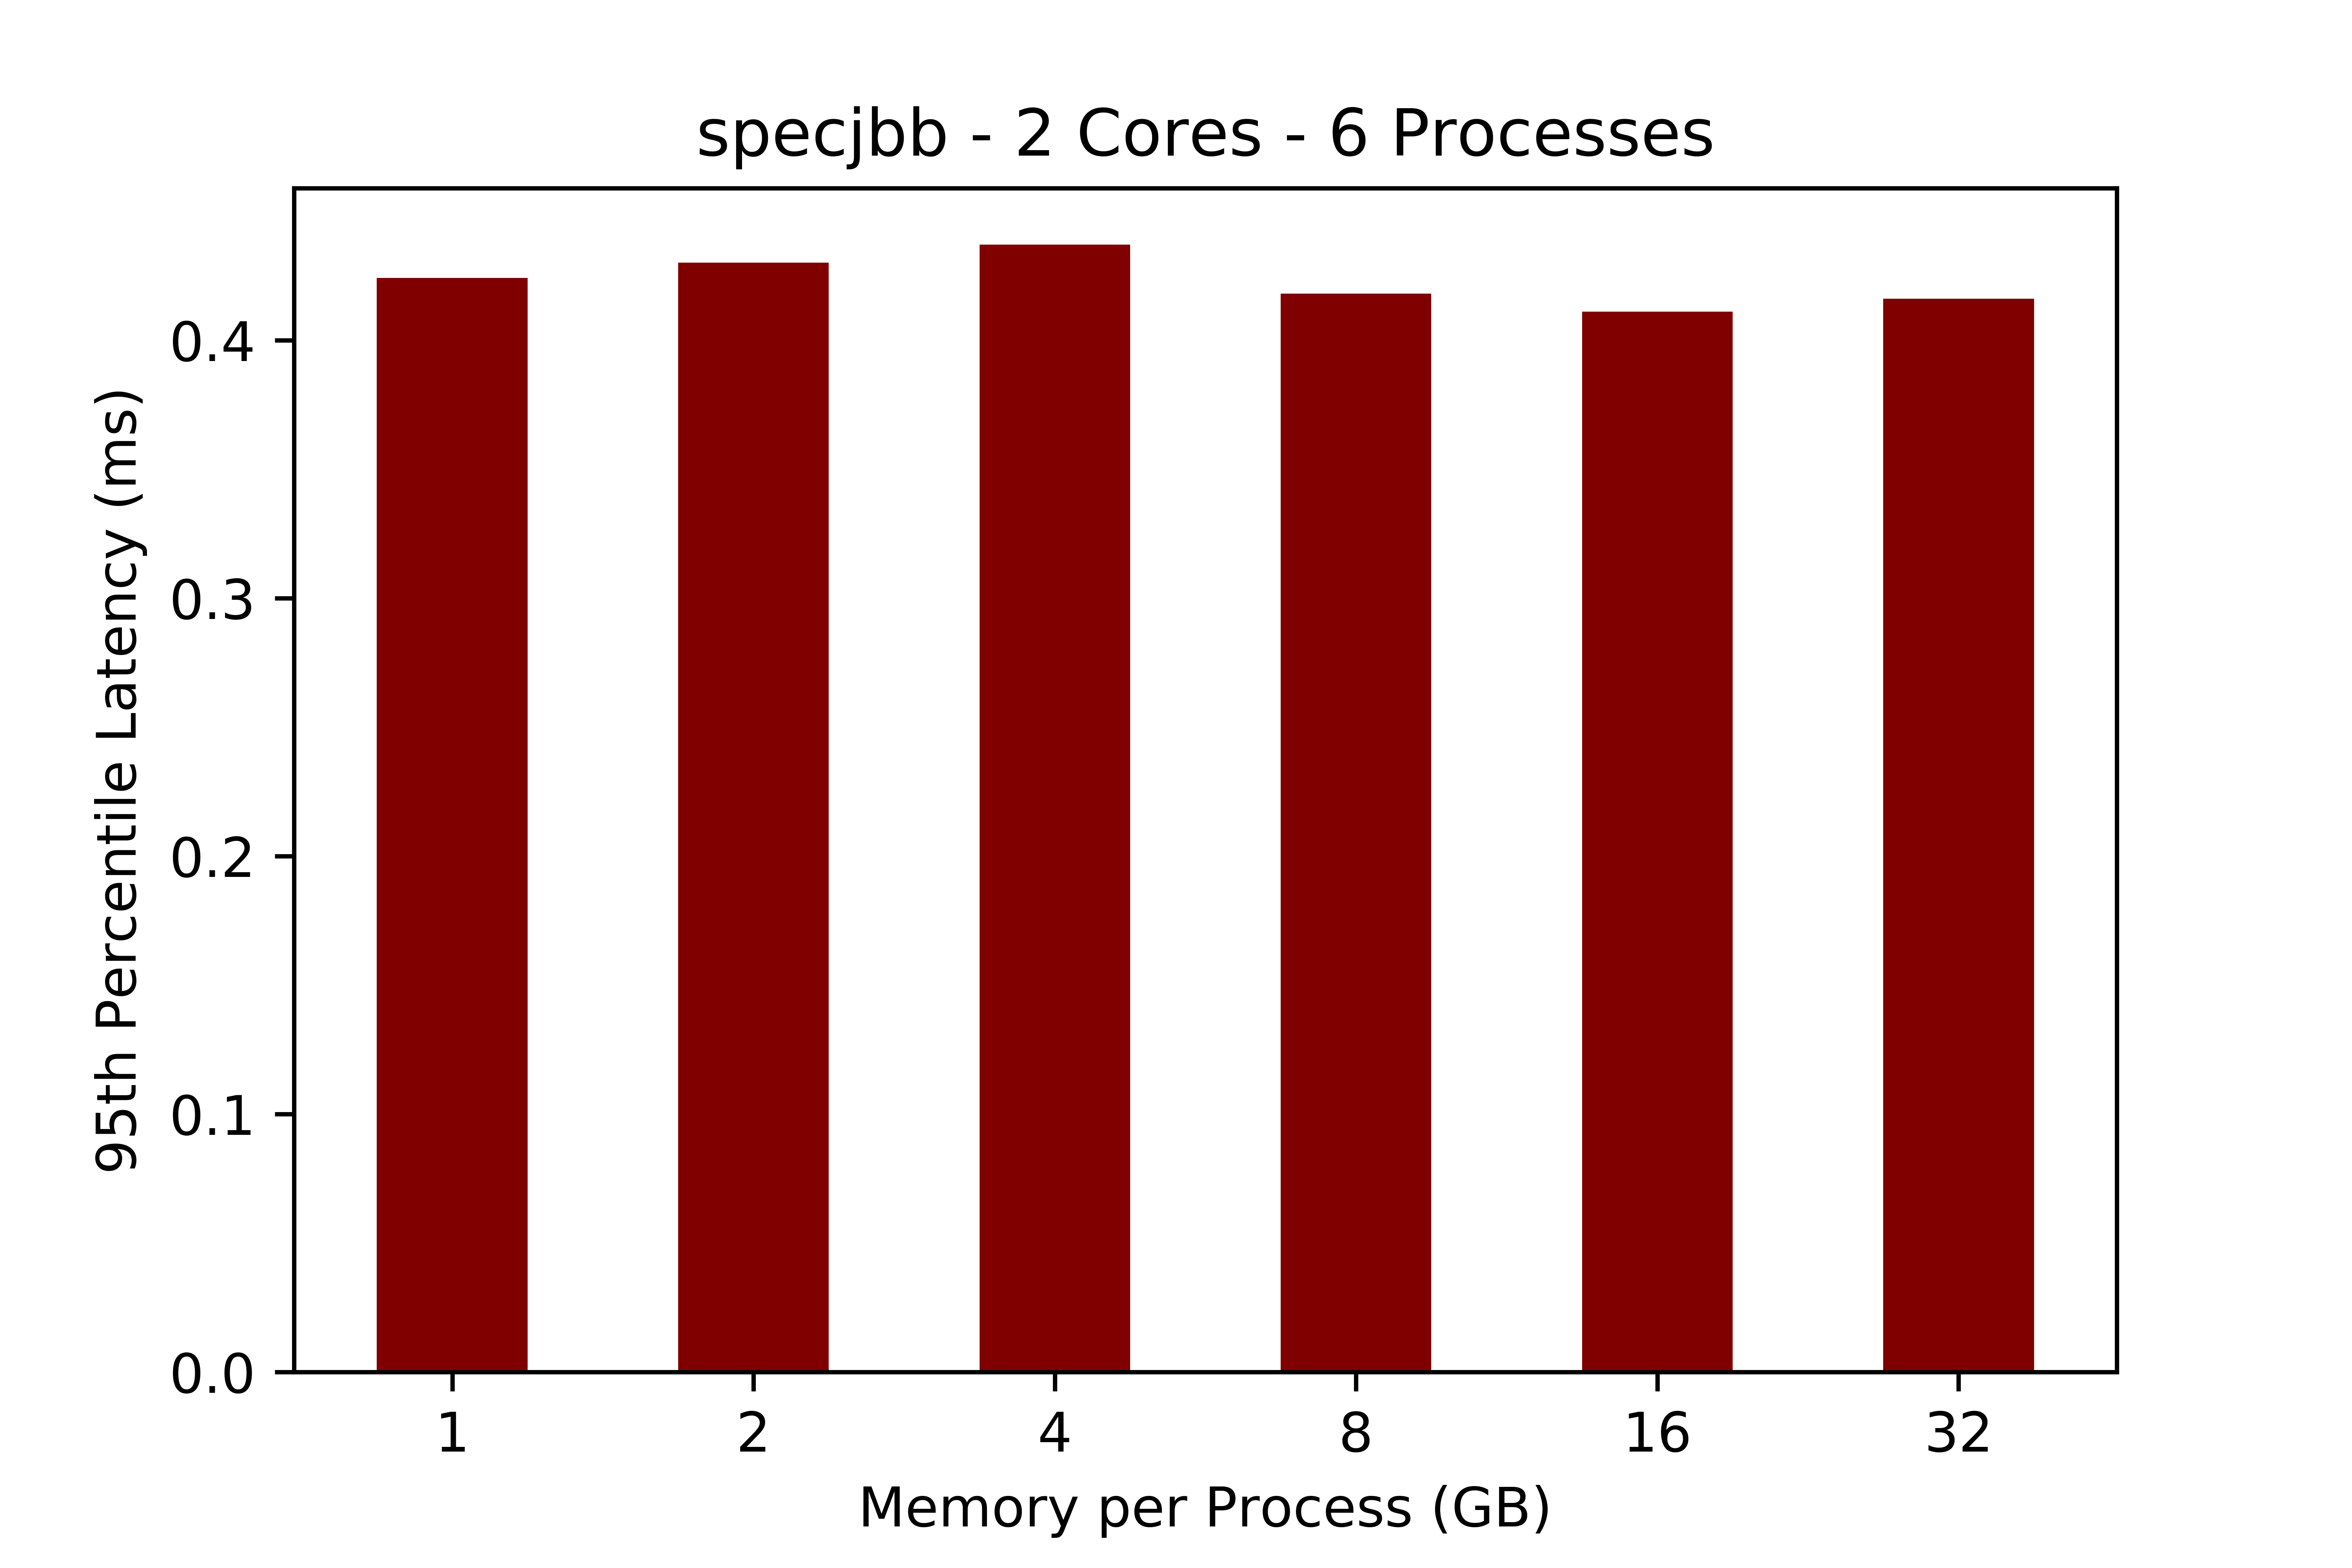 specjbb - 2 Cores - 6 Processes
95th Percentile Latency (ms)
0.4
0.3
0.2
0.1
0.0
1 2 4 8 16 32
Memory per Process (GB)